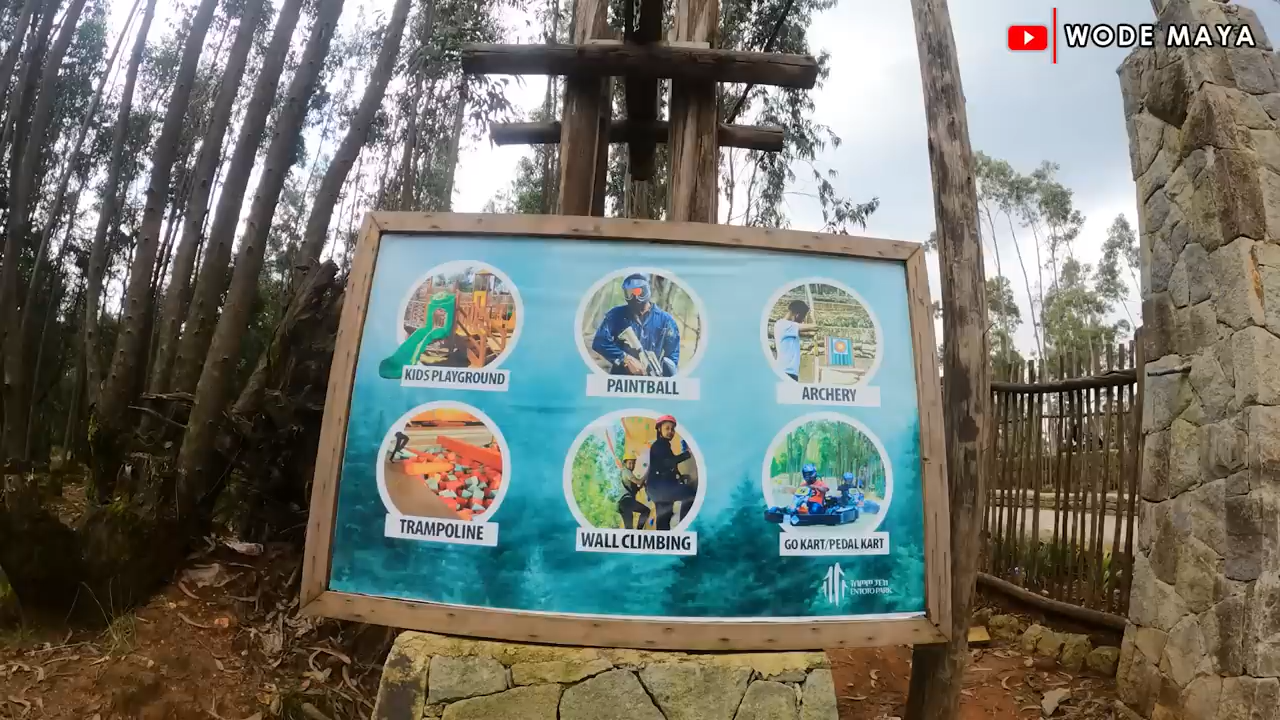 WODE MAYA
KIDS PLAYGROUND
PAINTBALL
ARCHERY
TRAMPOLINE
WALL CLIMBING
GO KART/PEDAL KART
ENTOTO PARK